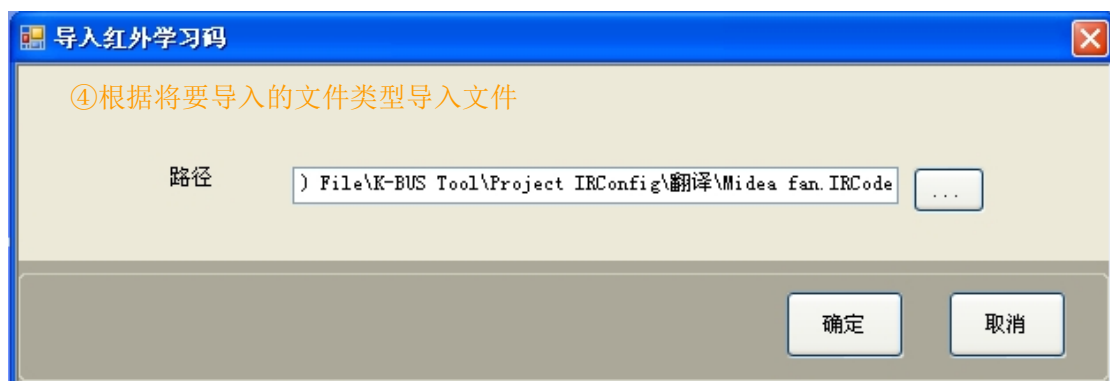 导入红外学习码
④根据将要导入的文件类型导入文件
路径
) File\K-BUS Tool\Project IRConfig\翻译\Midea fan.IRCode
...
确定
取消